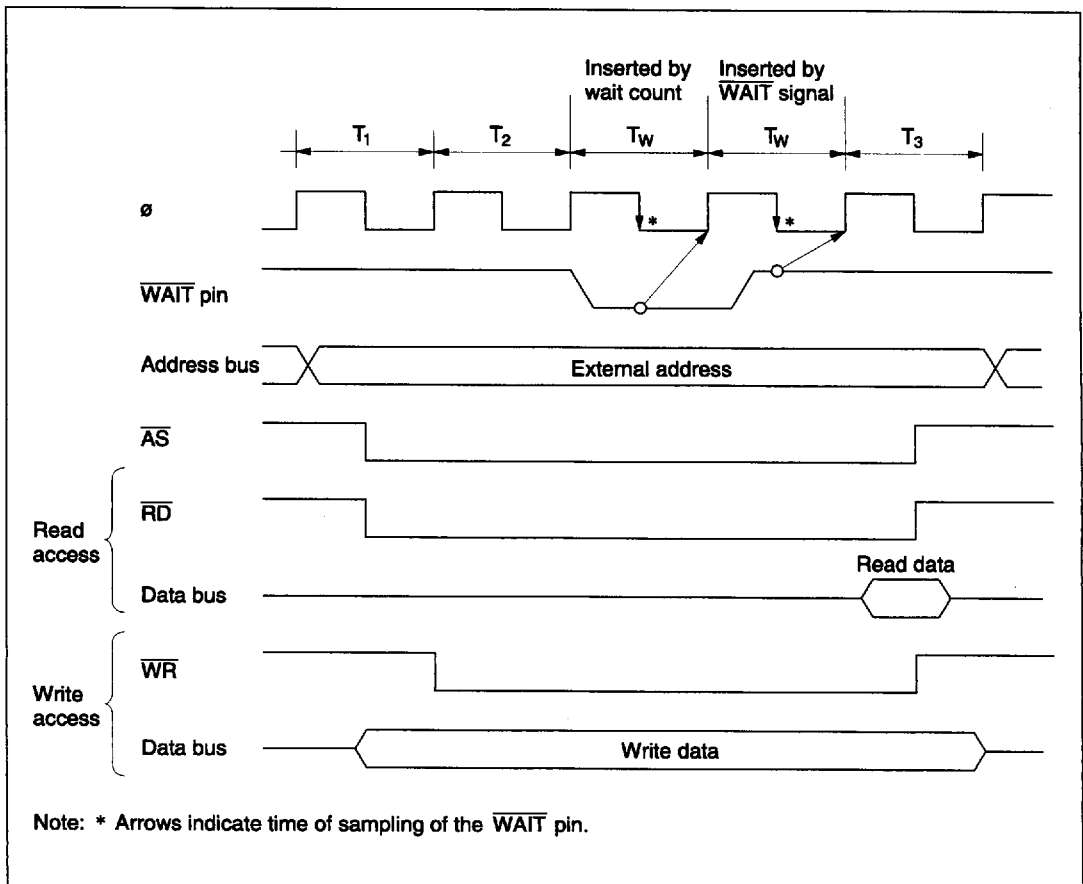 Inserted by
wait count
Inserted by
WAIT signal
T1
T2
TW
TW
T3
ø
*
*
WAIT pin
Address bus
External address
AS
Read
access
RD
Read data
Data bus
Write
access
WR
Data bus
Write data
Note: * Arrows indicate time of sampling of the WAIT pin.